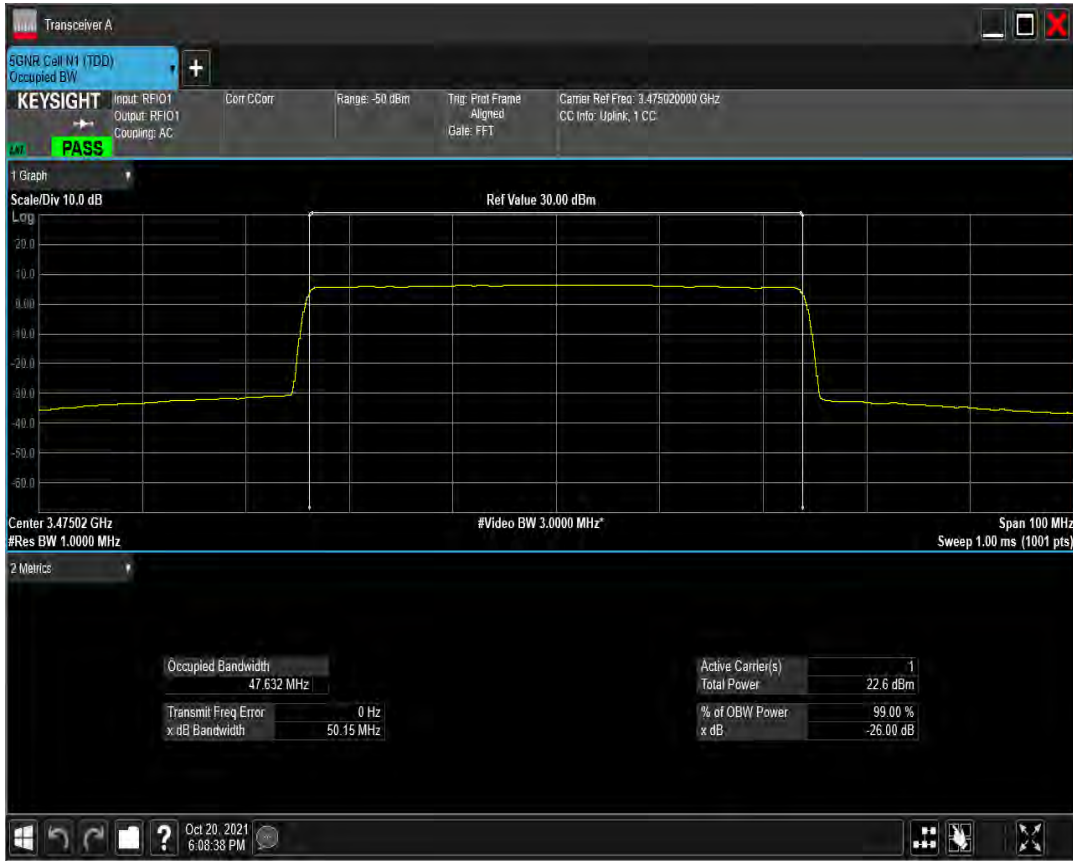 Transceiver A
5GNR Cell N1 (TDD)
Occupied BW
+
KEYSIGHT
Input: RFIO1
Output: RFIO1
Coupling: AC
Corr CCorr
Range: -50 dBm
Trig: Prot Frame
Aligned
Gate: FFT
Carrier Ref Freq: 3.475020000 GHz
CC Info: Uplink, 1 CC
PASS
1 Graph
Scale/Div 10.0 dB
Ref Value 30.00 dBm
Log
20.0
10.0
0.00
-10.0
-20.0
-30.0
-40.0
-50.0
-60.0
Center 3.47502 GHz
#Video BW 3.0000 MHz*
Span 100 MHz
#Res BW 1.0000 MHz
Sweep 1.00 ms (1001 pts)
2 Metrics
Occupied Bandwidth
47.632 MHz
Transmit Freq Error 0 Hz
x dB Bandwidth 50.15 MHz
Active Carrier(s) 1
Total Power 22.6 dBm
% of OBW Power 99.00 %
x dB -26.00 dB
?
Oct 20, 2021
6:08:38 PM